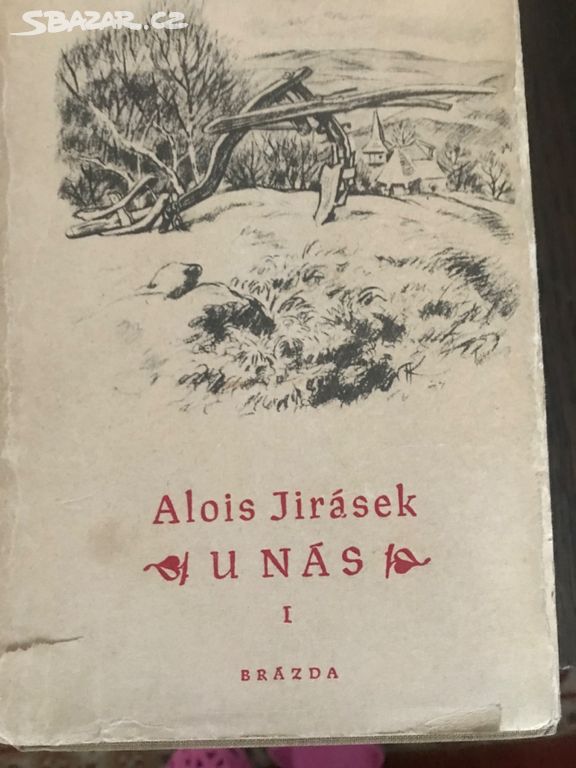 SBAZAR.CZ
Alois Jirásek
U NÁS
I
BRÁZDA